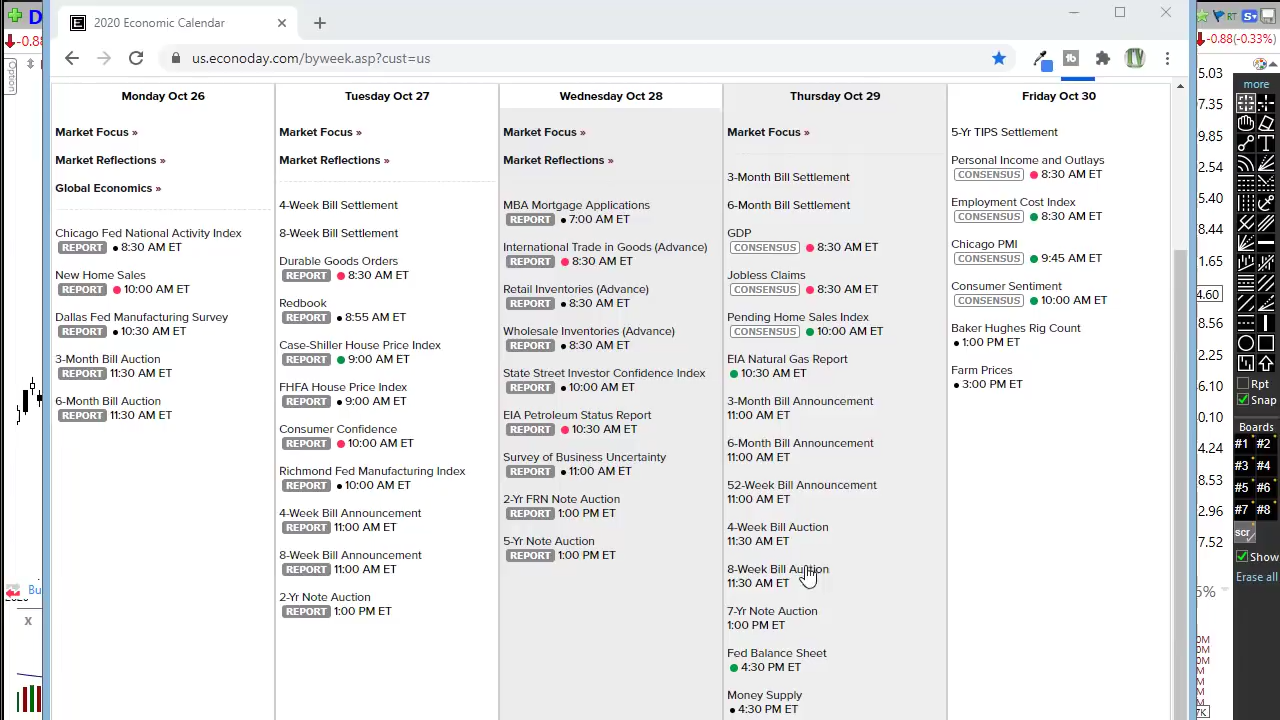 2020 Economic Calendar
us.econoday.com/byweek.asp?cust=us
-0.88(-0.33%)
RT
Option
Monday Oct 26
Market Focus »
Market Reflections »
Global Economics »
Chicago Fed National Activity Index
REPORT 8:30 AM ET
New Home Sales
REPORT 10:00 AM ET
Dallas Fed Manufacturing Survey
REPORT 10:30 AM ET
3-Month Bill Auction
REPORT 11:30 AM ET
6-Month Bill Auction
REPORT 11:30 AM ET
Tuesday Oct 27
Market Focus »
Market Reflections »
4-Week Bill Settlement
8-Week Bill Settlement
Durable Goods Orders
REPORT 8:30 AM ET
Redbook
REPORT 8:55 AM ET
Case-Shiller House Price Index
REPORT 9:00 AM ET
FHFA House Price Index
REPORT 9:00 AM ET
Consumer Confidence
REPORT 10:00 AM ET
Richmond Fed Manufacturing Index
REPORT 10:00 AM ET
4-Week Bill Announcement
REPORT 11:00 AM ET
8-Week Bill Announcement
REPORT 11:00 AM ET
2-Yr Note Auction
REPORT 1:00 PM ET
Wednesday Oct 28
Market Focus »
Market Reflections »
MBA Mortgage Applications
REPORT 7:00 AM ET
International Trade in Goods (Advance)
REPORT 8:30 AM ET
Retail Inventories (Advance)
REPORT 8:30 AM ET
Wholesale Inventories (Advance)
REPORT 8:30 AM ET
State Street Investor Confidence Index
REPORT 10:00 AM ET
EIA Petroleum Status Report
REPORT 10:30 AM ET
Survey of Business Uncertainty
REPORT 11:00 AM ET
2-Yr FRN Note Auction
REPORT 1:00 PM ET
5-Yr Note Auction
REPORT 1:00 PM ET
Thursday Oct 29
Market Focus »
3-Month Bill Settlement
6-Month Bill Settlement
GDP
CONSENSUS 8:30 AM ET
Jobless Claims
CONSENSUS 8:30 AM ET
Pending Home Sales Index
CONSENSUS 10:00 AM ET
EIA Natural Gas Report
10:30 AM ET
3-Month Bill Announcement
11:00 AM ET
6-Month Bill Announcement
11:00 AM ET
52-Week Bill Announcement
11:00 AM ET
4-Week Bill Auction
11:30 AM ET
8-Week Bill Auction
11:30 AM ET
7-Yr Note Auction
1:00 PM ET
Fed Balance Sheet
4:30 PM ET
Money Supply
4:30 PM ET
Friday Oct 30
5-Yr TIPS Settlement
Personal Income and Outlays
CONSENSUS 8:30 AM ET
Employment Cost Index
CONSENSUS 8:30 AM ET
Chicago PMI
CONSENSUS 9:45 AM ET
Consumer Sentiment
CONSENSUS 10:00 AM ET
Baker Hughes Rig Count
1:00 PM ET
Farm Prices
3:00 PM ET
more
Rpt
Snap
Boards
#1 #2
#3 #4
#5 #6
#7 #8
scr
Show
Erase all